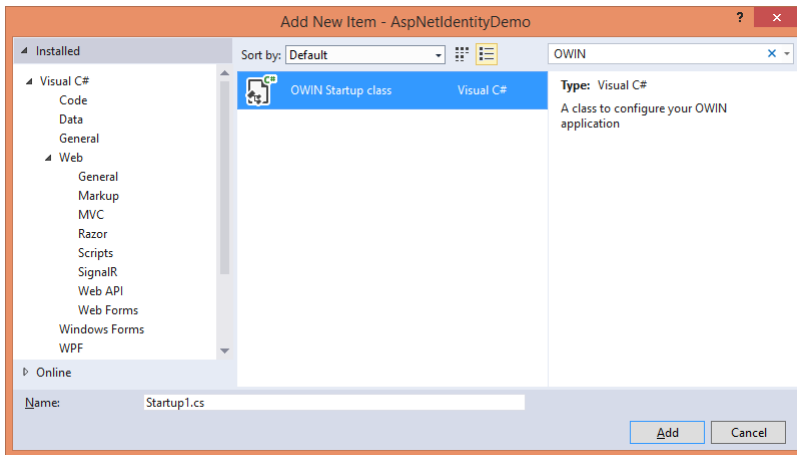 Add New Item - AspNetIdentityDemo
?
×
Installed
Sort by: Default
OWIN
Visual C#
Code
Data
General
Web
General
Markup
MVC
Razor
Scripts
SignalR
Web API
Web Forms
Windows Forms
WPF
Online
C#
OWIN Startup class Visual C#
Type: Visual C#
A class to configure your OWIN
application
Name: Startup1.cs
Add Cancel